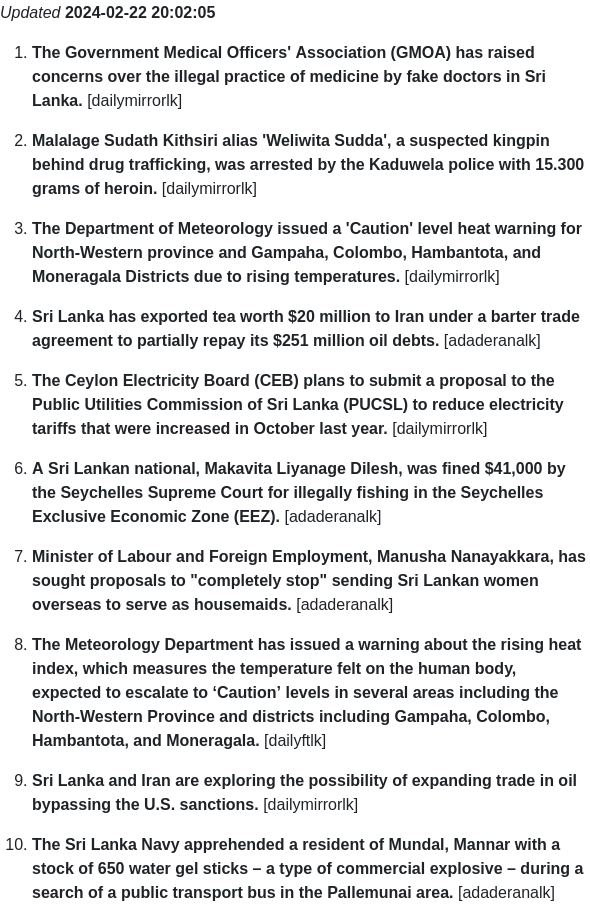 Updated 2024-02-22 20:02:05
1. The Government Medical Officers' Association (GMOA) has raised
concerns over the illegal practice of medicine by fake doctors in Sri
Lanka. [dailymirrorlk]
2. Malalage Sudath Kithsiri alias 'Weliwita Sudda', a suspected kingpin
behind drug trafficking, was arrested by the Kaduwela police with 15.300
grams of heroin. [dailymirrorlk]
3. The Department of Meteorology issued a 'Caution' level heat warning for
North-Western province and Gampaha, Colombo, Hambantota, and
Moneragala Districts due to rising temperatures. [dailymirrorlk]
4. Sri Lanka has exported tea worth $20 million to Iran under a barter trade
agreement to partially repay its $251 million oil debts. [adaderanalk]
5. The Ceylon Electricity Board (CEB) plans to submit a proposal to the
Public Utilities Commission of Sri Lanka (PUCSL) to reduce electricity
tariffs that were increased in October last year. [dailymirrorlk]
6. A Sri Lankan national, Makavita Liyanage Dilesh, was fined $41,000 by
the Seychelles Supreme Court for illegally fishing in the Seychelles
Exclusive Economic Zone (EEZ). [adaderanalk]
7. Minister of Labour and Foreign Employment, Manusha Nanayakkara, has
sought proposals to "completely stop" sending Sri Lankan women
overseas to serve as housemaids. [adaderanalk]
8. The Meteorology Department has issued a warning about the rising heat
index, which measures the temperature felt on the human body,
expected to escalate to ‘Caution’ levels in several areas including the
North-Western Province and districts including Gampaha, Colombo,
Hambantota, and Moneragala. [dailyftlk]
9. Sri Lanka and Iran are exploring the possibility of expanding trade in oil
bypassing the U.S. sanctions. [dailymirrorlk]
10. The Sri Lanka Navy apprehended a resident of Mundal, Mannar with a
stock of 650 water gel sticks – a type of commercial explosive – during a
search of a public transport bus in the Pallemunai area. [adaderanalk]